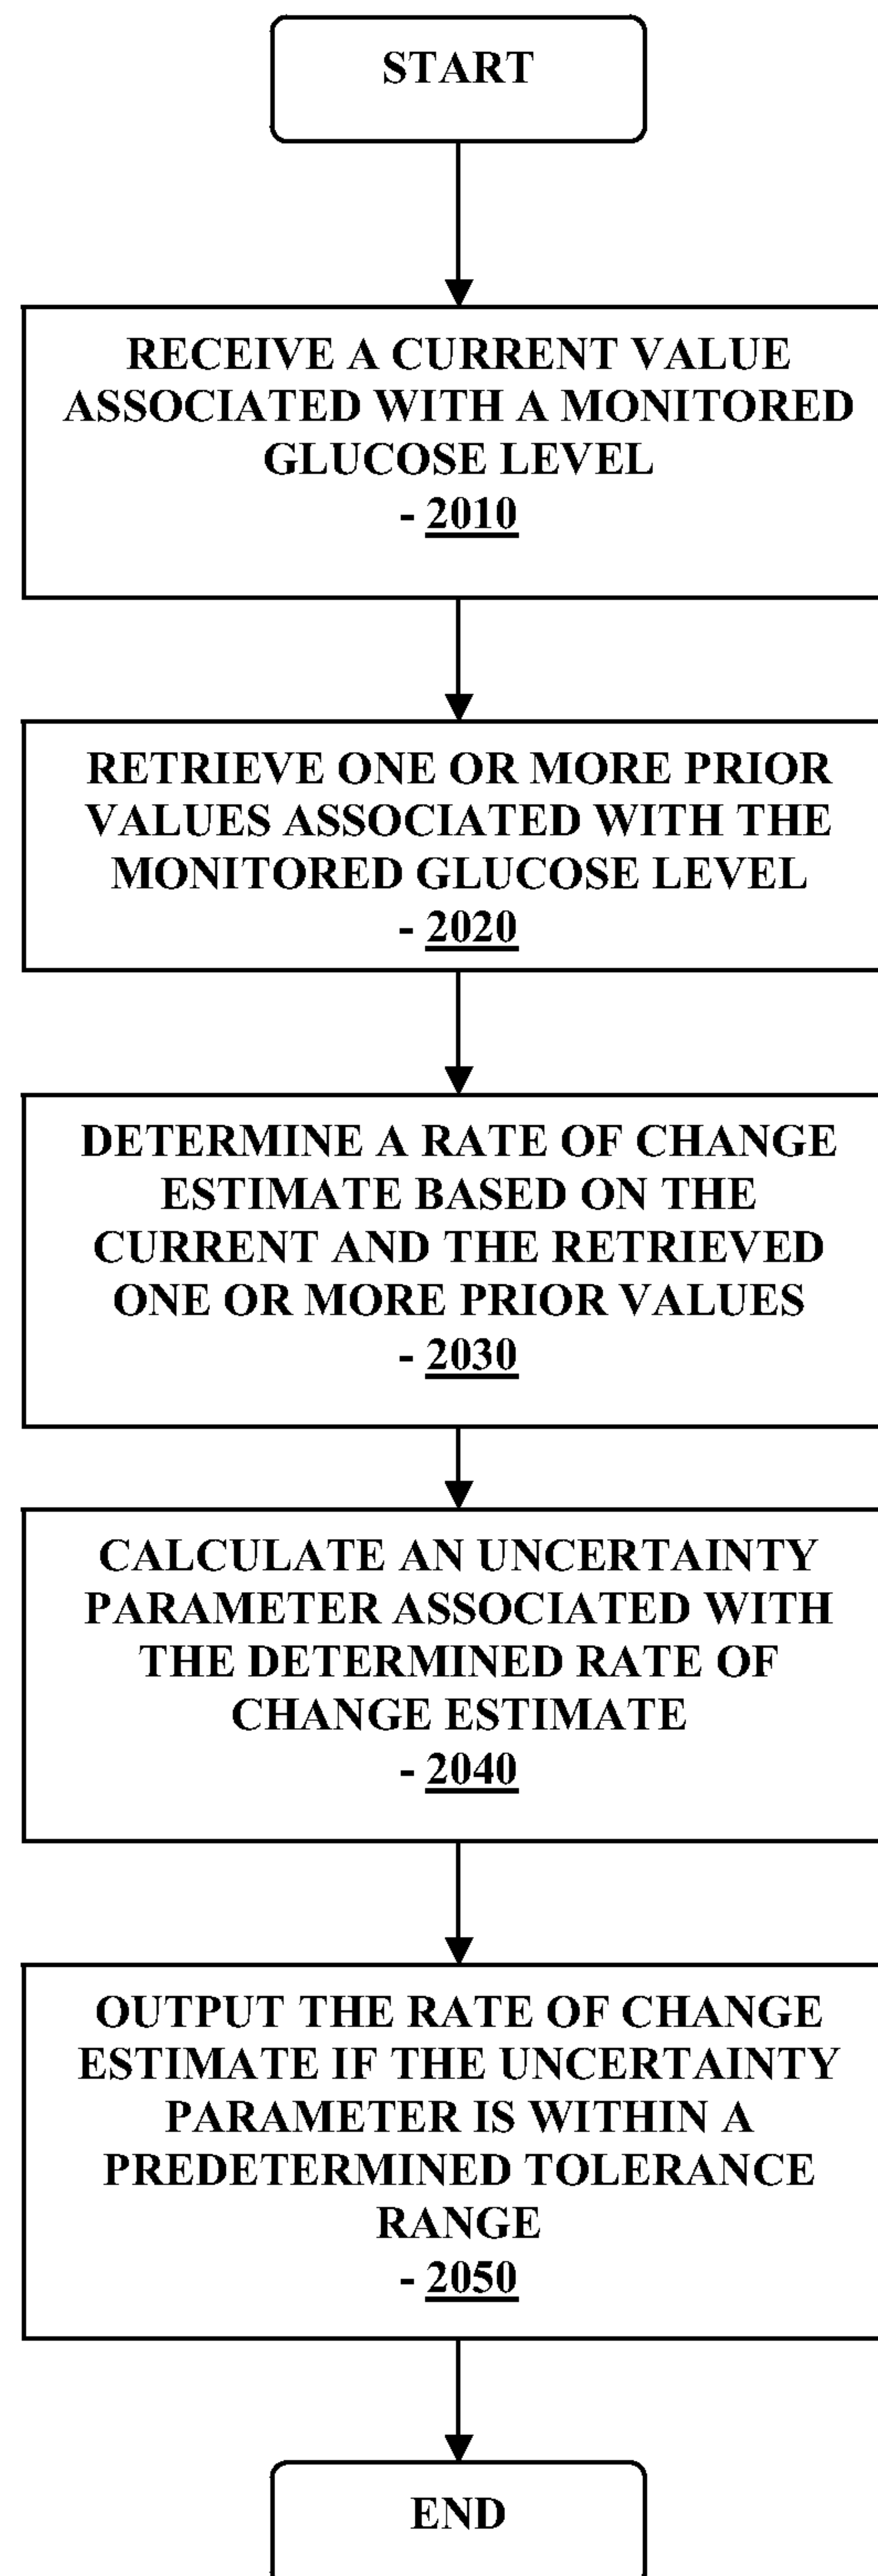 START
RECEIVE A CURRENT VALUE
ASSOCIATED WITH A MONITORED
GLUCOSE LEVEL
- 2010
RETRIEVE ONE OR MORE PRIOR
VALUES ASSOCIATED WITH THE
MONITORED GLUCOSE LEVEL
- 2020
DETERMINE A RATE OF CHANGE
ESTIMATE BASED ON THE
CURRENT AND THE RETRIEVED
ONE OR MORE PRIOR VALUES
- 2030
CALCULATE AN UNCERTAINTY
PARAMETER ASSOCIATED WITH
THE DETERMINED RATE OF
CHANGE ESTIMATE
- 2040
OUTPUT THE RATE OF CHANGE
ESTIMATE IF THE UNCERTAINTY
PARAMETER IS WITHIN A
PREDETERMINED TOLERANCE
RANGE
- 2050
END